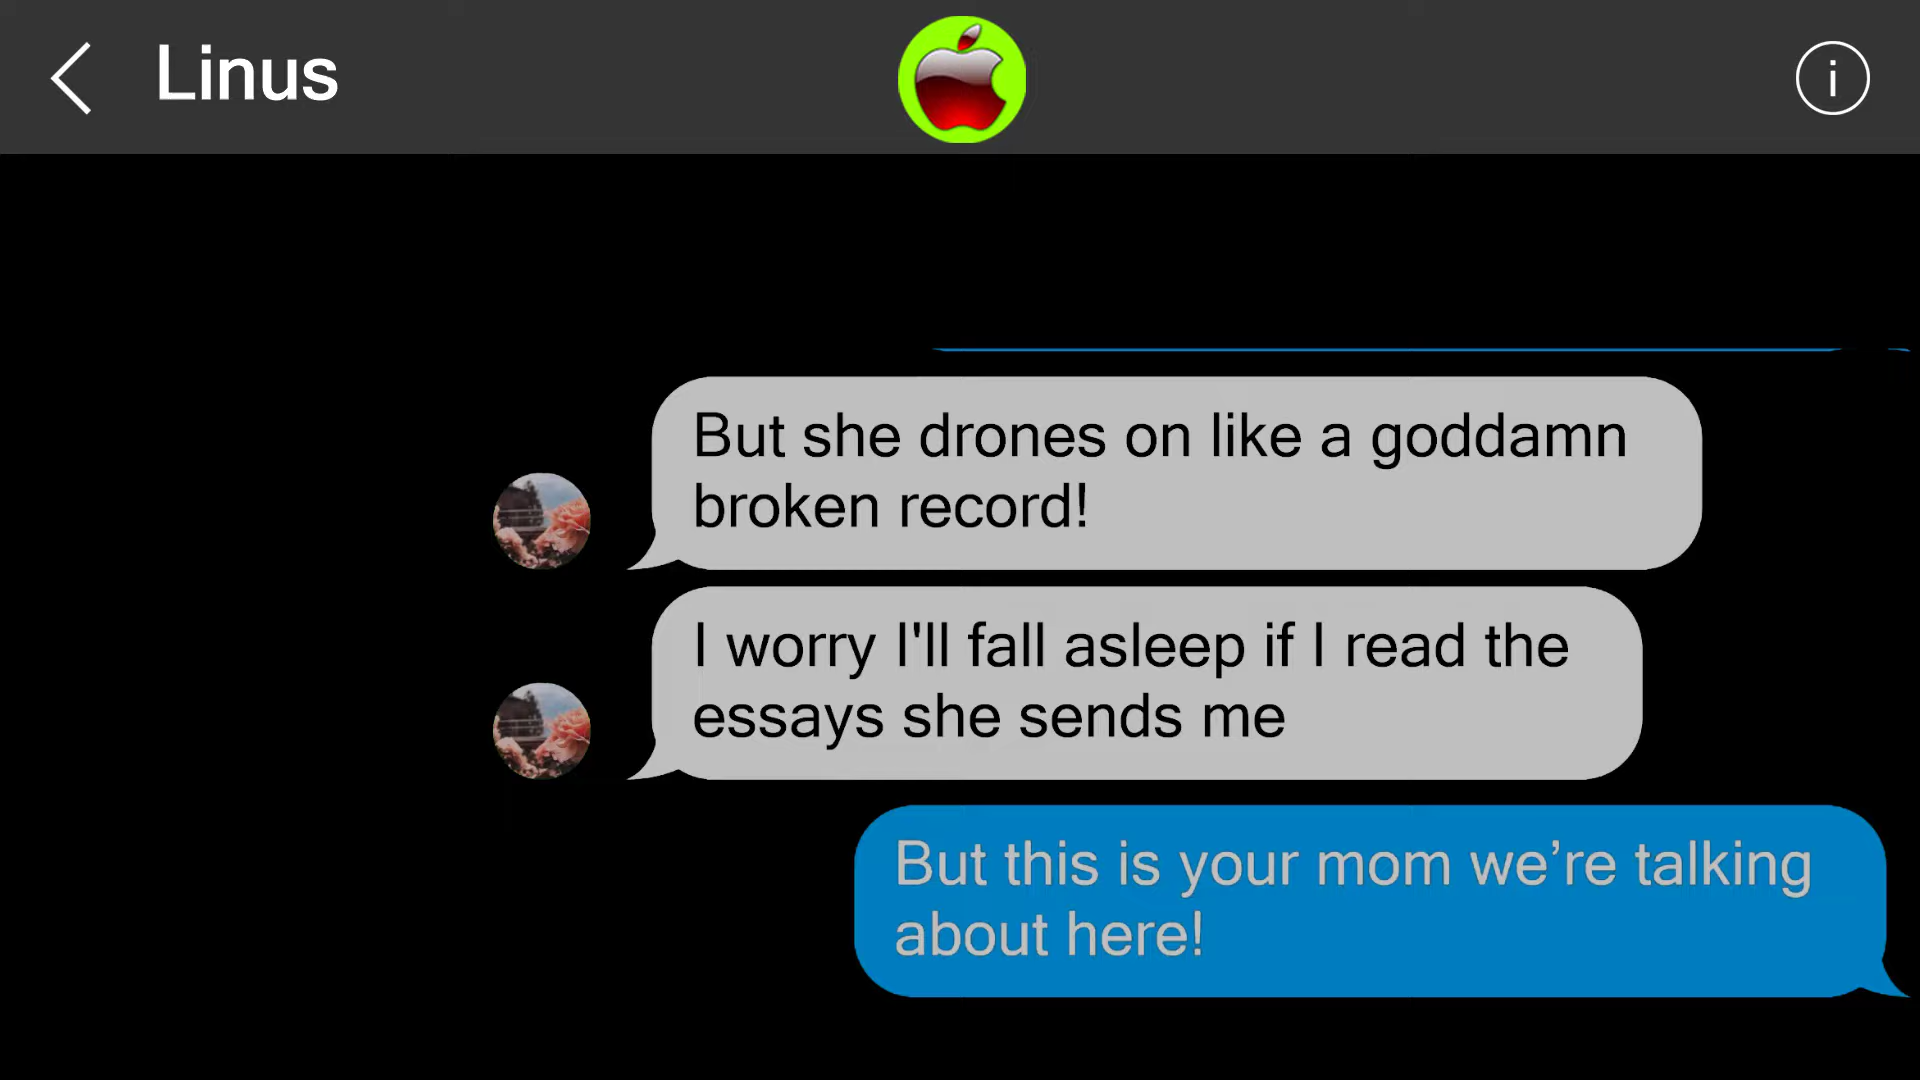 Linus
i
But she drones on like a goddamn
broken record!
I worry I'll fall asleep if I read the
essays she sends me
But this is your mom we’re talking
about here!